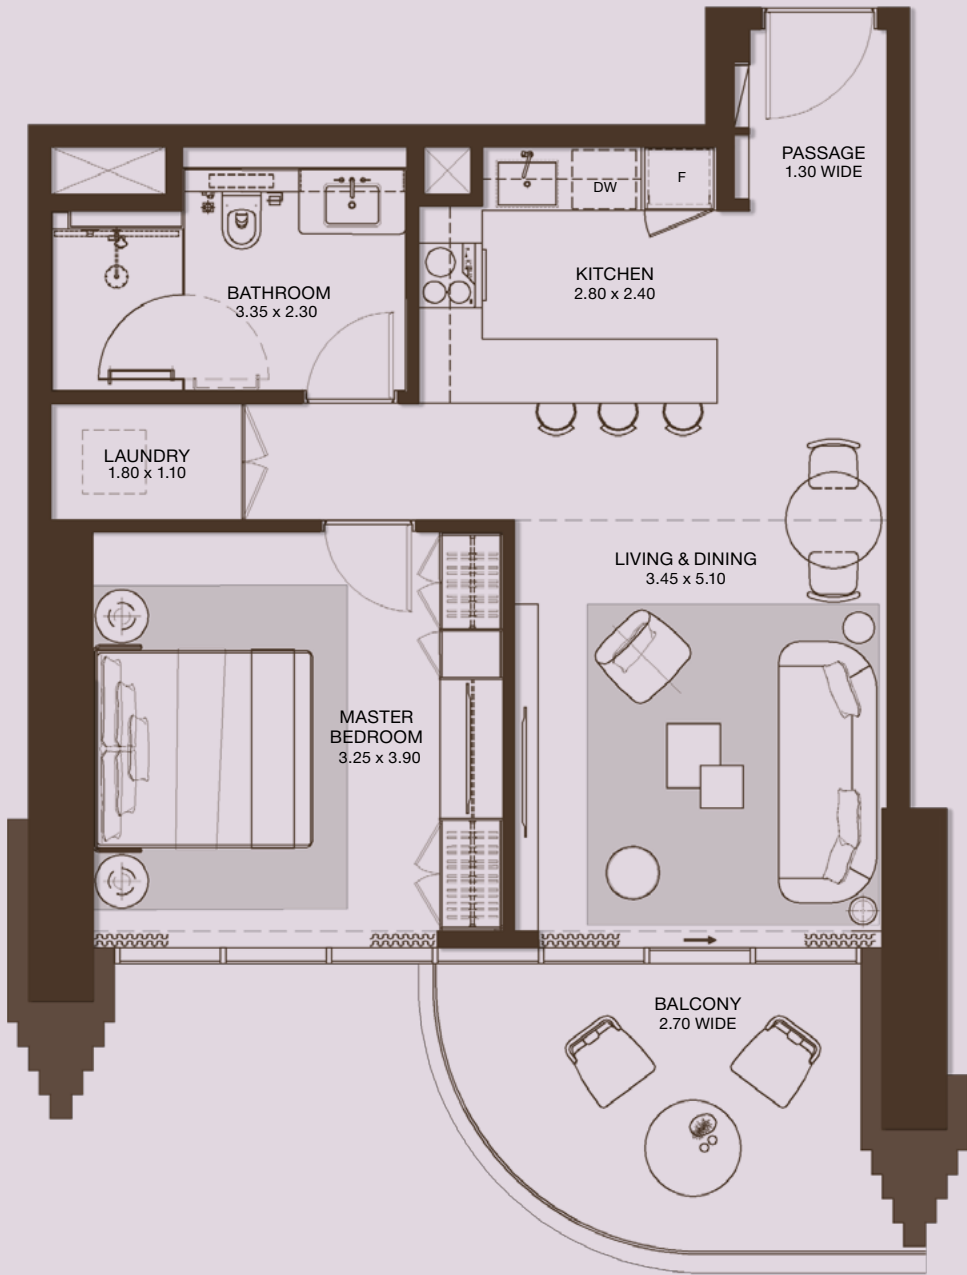 PASSAGE
1.30 WIDE
DW
F
KITCHEN
2.80 x 2.40
BATHROOM
3.35 x 2.30
LAUNDRY
1.80 x 1.10
LIVING & DINING
3.45 x 5.10
MASTER
BEDROOM
3.25 x 3.90
BALCONY
2.70 WIDE